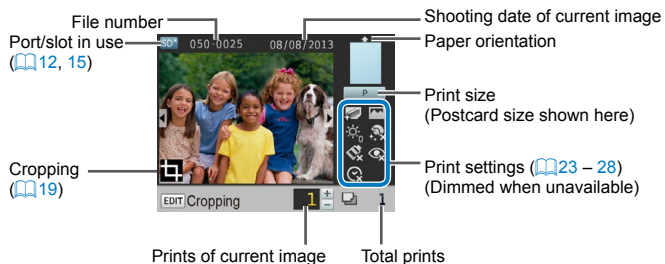 File number
Shooting date of current image
Port/slot in use
(12, 15)
Paper orientation
SD
050-0025
08/08/2013
P
Print size
(Postcard size shown here)
Print settings (23 – 28)
(Dimmed when unavailable)
Cropping
(19)
EDIT Cropping
1
+
-
1
Prints of current image
Total prints